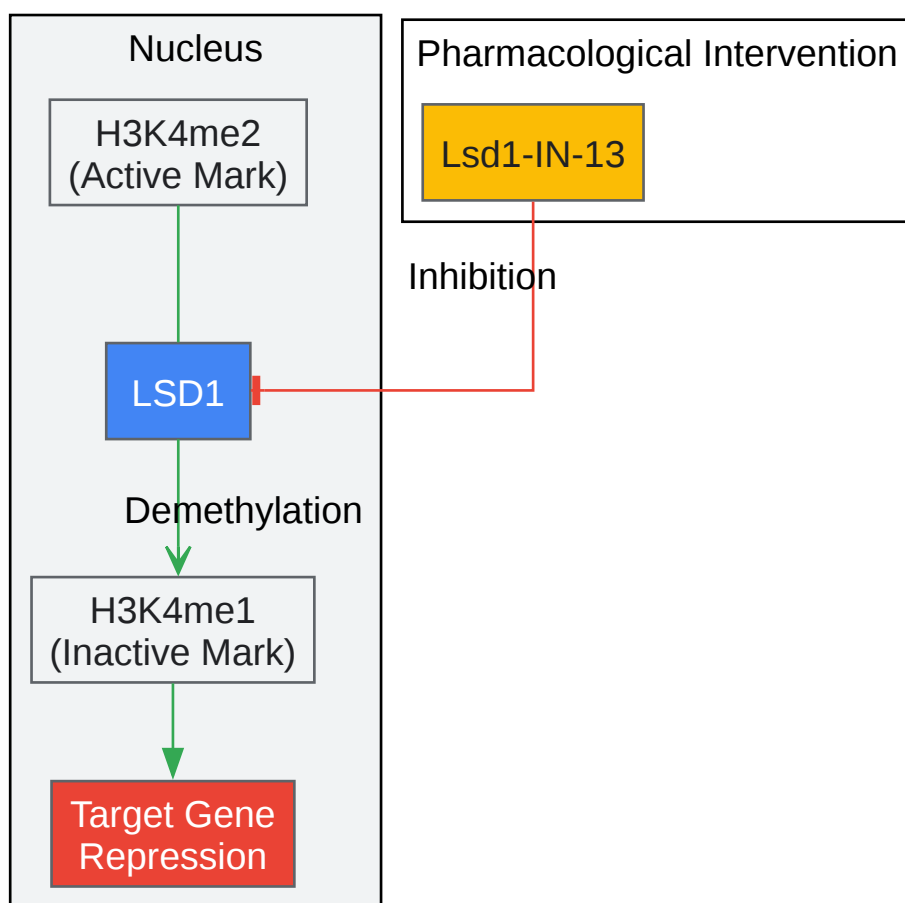 Nucleus
H3K4me2
(Active Mark)
Pharmacological Intervention
Lsd1-IN-13
Inhibition
LSD1
Demethylation
H3K4me1
(Inactive Mark)
Target Gene
Repression